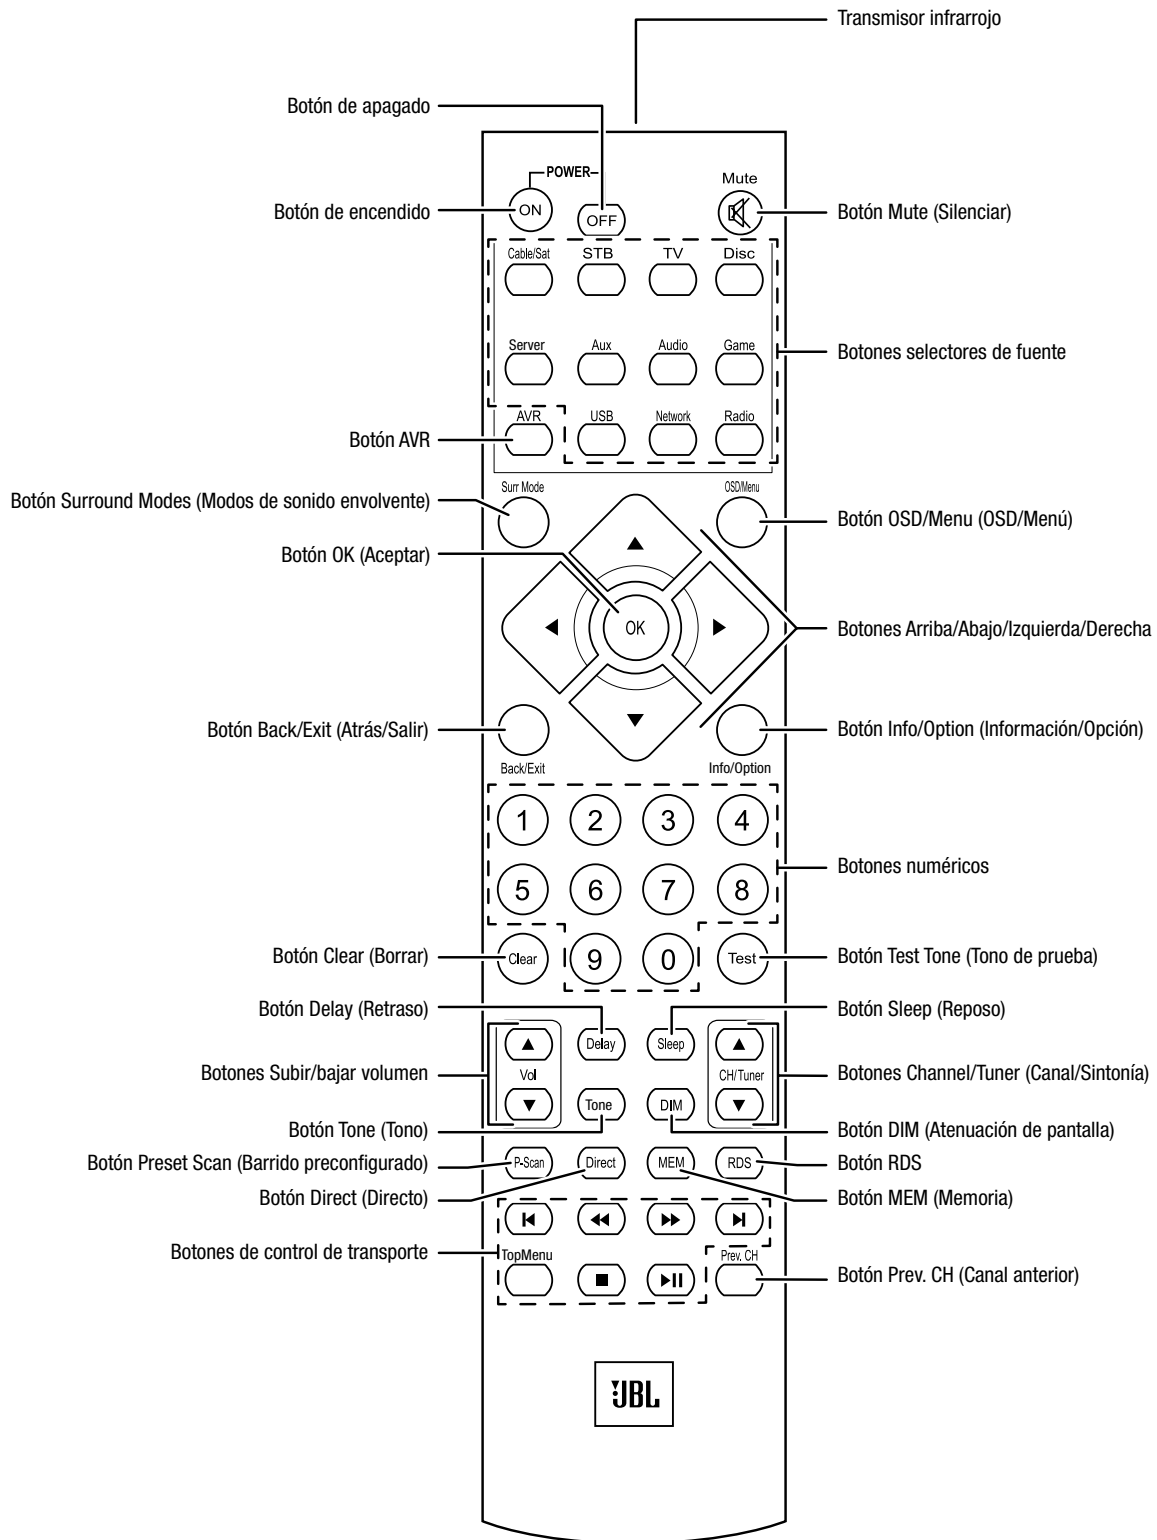 Transmisor infrarrojo
Botón de apagado
POWER
Mute
Botón de encendido
ON
OFF
Botón Mute (Silenciar)
Cable/Sat
STB
TV
Disc
Server
Aux
Audio
Game
Botones selectores de fuente
AVR
USB
Network
Radio
Botón AVR
Surr Mode
OSD/Menu
Botón Surround Modes (Modos de sonido envolvente)
Botón OSD/Menu (OSD/Menú)
Botón OK (Aceptar)
OK
Botones Arriba/Abajo/Izquierda/Derecha
Botón Back/Exit (Atrás/Salir)
Botón Info/Option (Información/Opción)
Back/Exit
Info/Option
1
2
3
4
Botones numéricos
5
6
7
8
Botón Clear (Borrar)
Clear
9
0
Test
Botón Test Tone (Tono de prueba)
Botón Delay (Retraso)
Botón Sleep (Reposo)
Delay
Sleep
Botones Subir/bajar volumen
Vol
CH/Tuner
Botones Channel/Tuner (Canal/Sintonía)
Tone
DIM
Botón Tone (Tono)
Botón DIM (Atenuación de pantalla)
Botón Preset Scan (Barrido preconfigurado)
P-Scan
Direct
MEM
RDS
Botón RDS
Botón Direct (Directo)
Botón MEM (Memoria)
Botones de control de transporte
TopMenu
Prev. CH
Botón Prev. CH (Canal anterior)
JBL